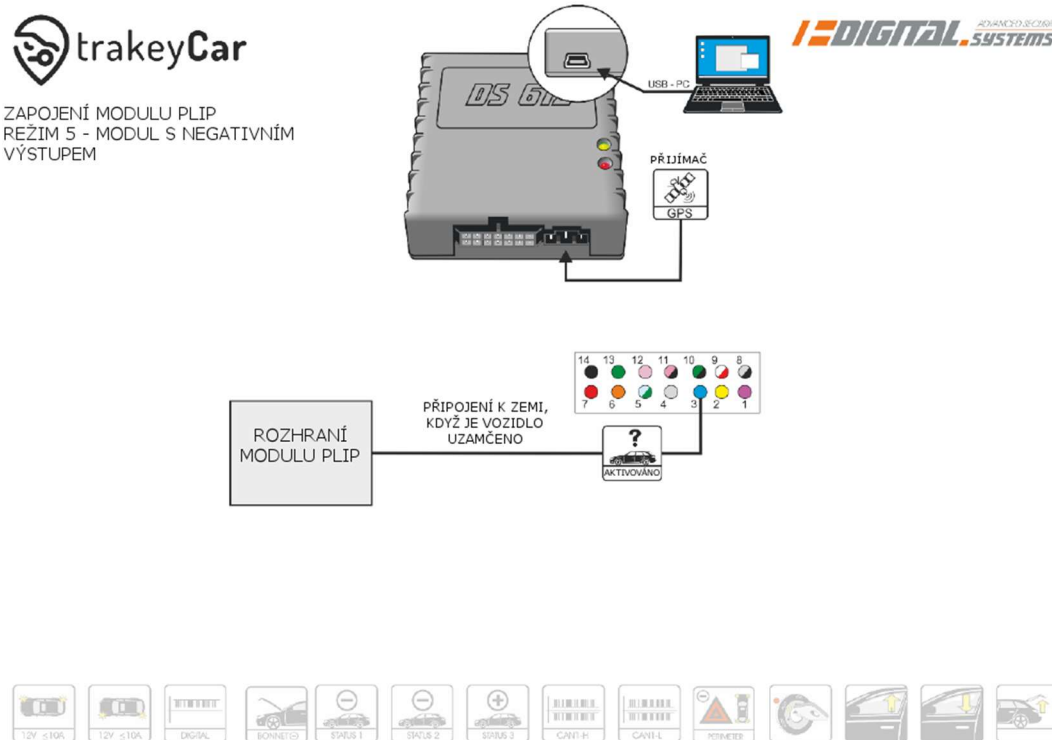 trakeyCar
DIGITAL.SYSTEMS
ZAPOJENÍ MODULU PLIP
REŽIM 5 - MODUL S NEGATIVNÍM
VÝSTUPEM
USB - PC
PŘIJÍMAČ
GPS
14 13 12 11 10 9 8
7 6 5 4 3 2 1
PŘIPOJENÍ K ZEMI,
KDYŽ JE VOZIDLO
UZAMČENO
ROZHRANÍ
MODULU PLIP
?
AKTIVOVÁNO
12V ≤10A
12V ≤10A
DIGITAL
BONNET
STATUS 1
STATUS 2
STATUS 3
CAN1-H
CAN1-L
PERIMETER